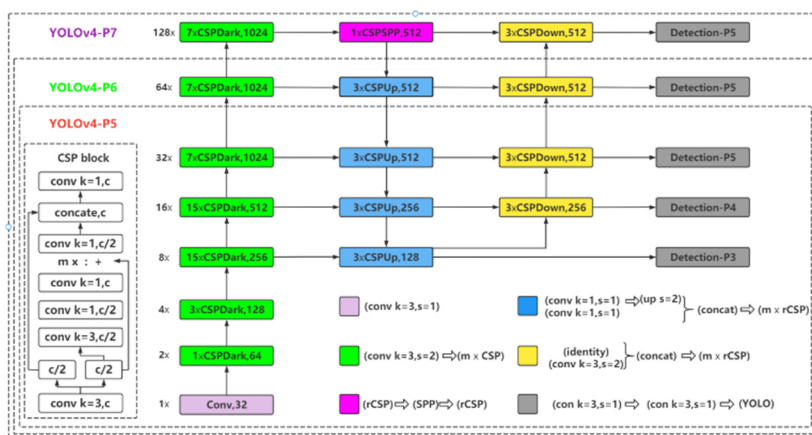 YOLOv4-P7 128x 7xCSPDark,1024 1xCSPSPP,512 3xCSPDown,512 Detection-P5
YOLOv4-P6 64x 7xCSPDark,1024 3xCSPUp,512 3xCSPDown,512 Detection-P5
YOLOv4-P5
CSP block
conv k=1,c
concate,c
conv k=1,c/2
m x : +
conv k=1,c
conv k=1,c/2
conv k=3,c/2
c/2 c/2
conv k=3,c
32x 7xCSPDark,1024 3xCSPUp,512 3xCSPDown,512 Detection-P5
16x 15xCSPDark,512 3xCSPUp,256 3xCSPDown,256 Detection-P4
8x 15xCSPDark,256 3xCSPUp,128 Detection-P3
4x 3xCSPDark,128
2x 1xCSPDark,64
1x Conv,32
(conv k=3,s=1)
(conv k=1,s=1) (up s=2)
(conv k=1,s=1)
(concat) (m x rCSP)
(conv k=3,s=2) (m x CSP)
(identity)
(conv k=3,s=2)
(concat) (m x rCSP)
(rCSP) (SPP) (rCSP)
(con k=3,s=1) (con k=3,s=1) (YOLO)